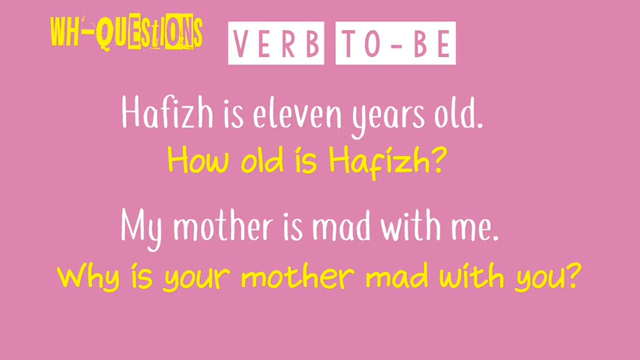 WH-QUEStIONS VERB TO-BE
Hafizh is eleven years old.
How old is Hafizh?
My mother is mad with me.
Why is your mother mad with you?